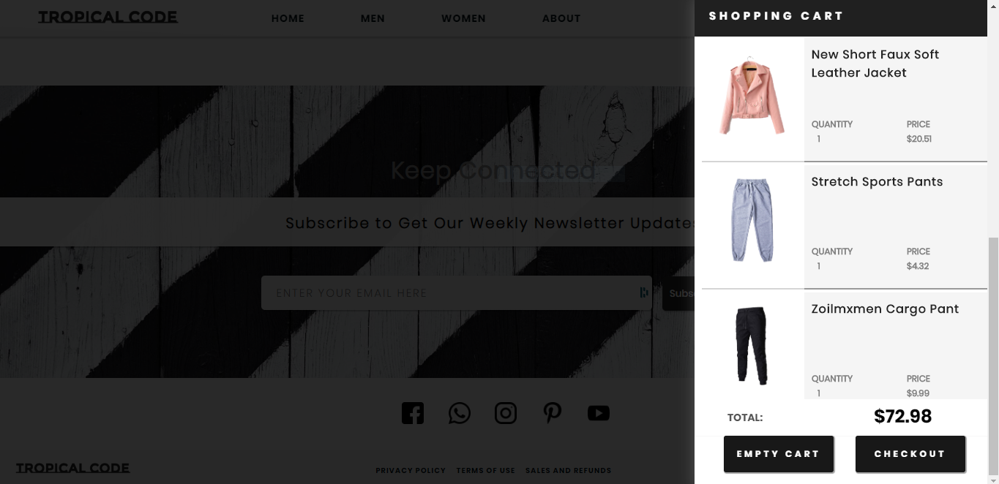 TROPICAL CODE
HOME MEN WOMEN ABOUT
Keep Connected
Subscribe to Get Our Weekly Newsletter Updates
ENTER YOUR EMAIL HERE
PRIVACY POLICY TERMS OF USE SALES AND REFUNDS
TROPICAL CODE
SHOPPING CART
New Short Faux Soft
Leather Jacket
QUANTITY PRICE
1 $20.51
Stretch Sports Pants
QUANTITY PRICE
1 $4.32
Zoilmxmen Cargo Pant
QUANTITY PRICE
1 $9.99
TOTAL: $72.98
EMPTY CART CHECKOUT